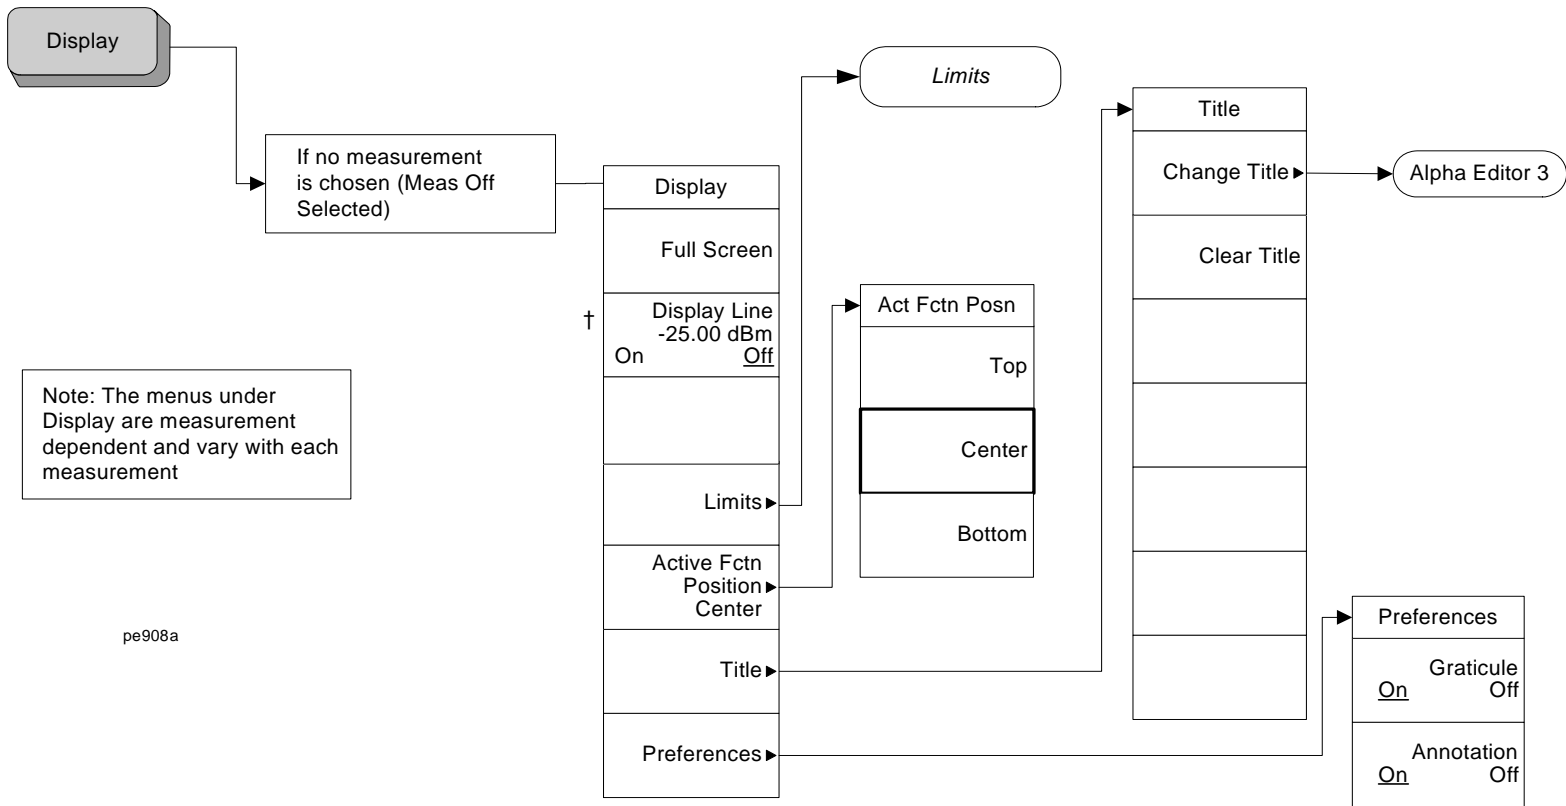 Display
If no measurement
is chosen (Meas Off
Selected)
Note: The menus under
Display are measurement
dependent and vary with each
measurement
pe908a
Display
Full Screen
†
Display Line
-25.00 dBm
On Off
Limits
Active Fctn
Position
Center
Title
Preferences
Limits
Act Fctn Posn
Top
Center
Bottom
Title
Change Title
Clear Title
Alpha Editor 3
Preferences
Graticule
On Off
Annotation
On Off